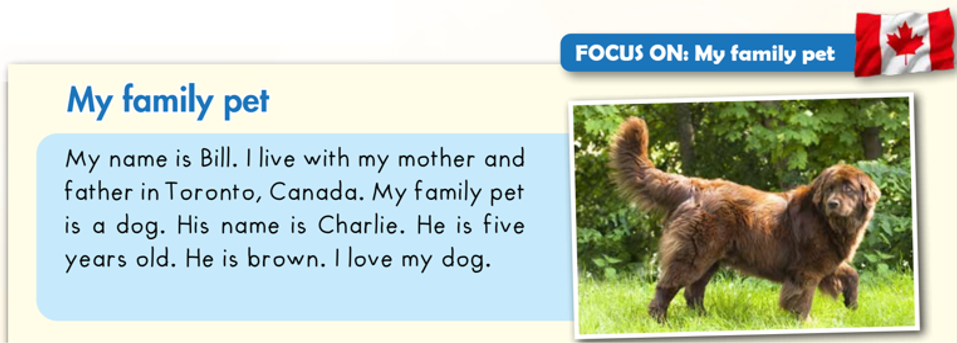 FOCUS ON: My family pet
My family pet
My name is Bill. I live with my mother and
father in Toronto, Canada. My family pet
is a dog. His name is Charlie. He is five
years old. He is brown. I love my dog.